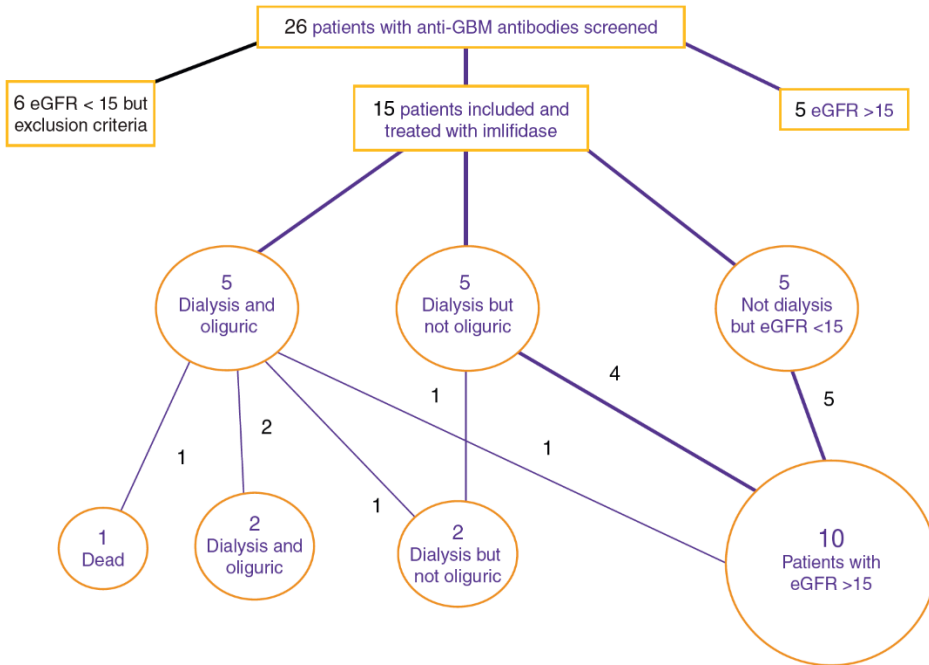 26 patients with anti-GBM antibodies screened
6 eGFR < 15 but
exclusion criteria
15 patients included and
treated with imlifidase
5 eGFR >15
5
Dialysis and
oliguric
5
Dialysis but
not oliguric
5
Not dialysis
but eGFR <15
1
2
1
1
1
4
5
1
Dead
2
Dialysis and
oliguric
2
Dialysis but
not oliguric
10
Patients with
eGFR >15